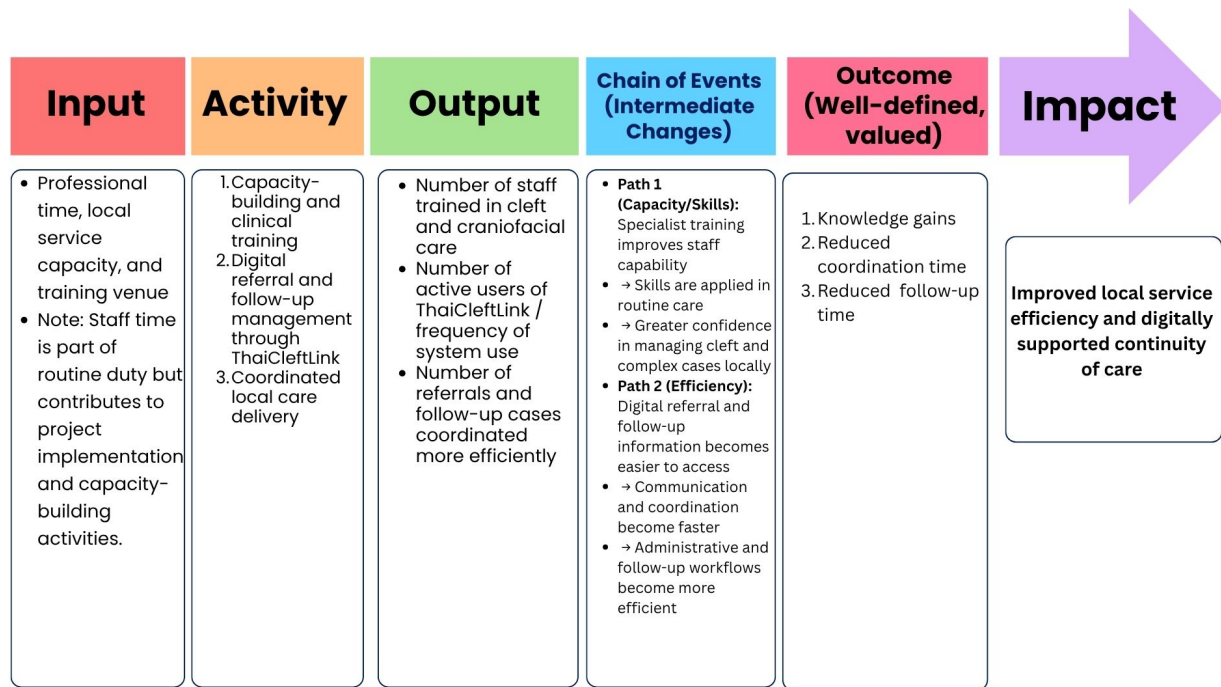 Input
Activity
Output
Chain of Events
(Intermediate
Changes)
Outcome
(Well-defined,
valued)
Impact
• Professional
time, local
service
capacity, and
training venue
• Note: Staff time
is part of
routine duty but
contributes to
project
implementation
and capacity-
building
activities.
1. Capacity-
building and
clinical
training
2. Digital
referral and
follow-up
management
through
ThaiCleftLink
3. Coordinated
local care
delivery
• Number of staff
trained in cleft
and craniofacial
care
• Number of
active users of
ThaiCleftLink /
frequency of
system use
• Number of
referrals and
follow-up cases
coordinated
more efficiently
• Path 1
(Capacity/Skills):
Specialist training
improves staff
capability
• → Skills are applied in
routine care
• → Greater confidence
in managing cleft and
complex cases locally
• Path 2 (Efficiency):
Digital referral and
follow-up
information becomes
easier to access
• → Communication
and coordination
become faster
• → Administrative and
follow-up workflows
become more
efficient
1. Knowledge gains
2. Reduced
coordination time
3. Reduced follow-up
time
Improved local service
efficiency and digitally
supported continuity
of care